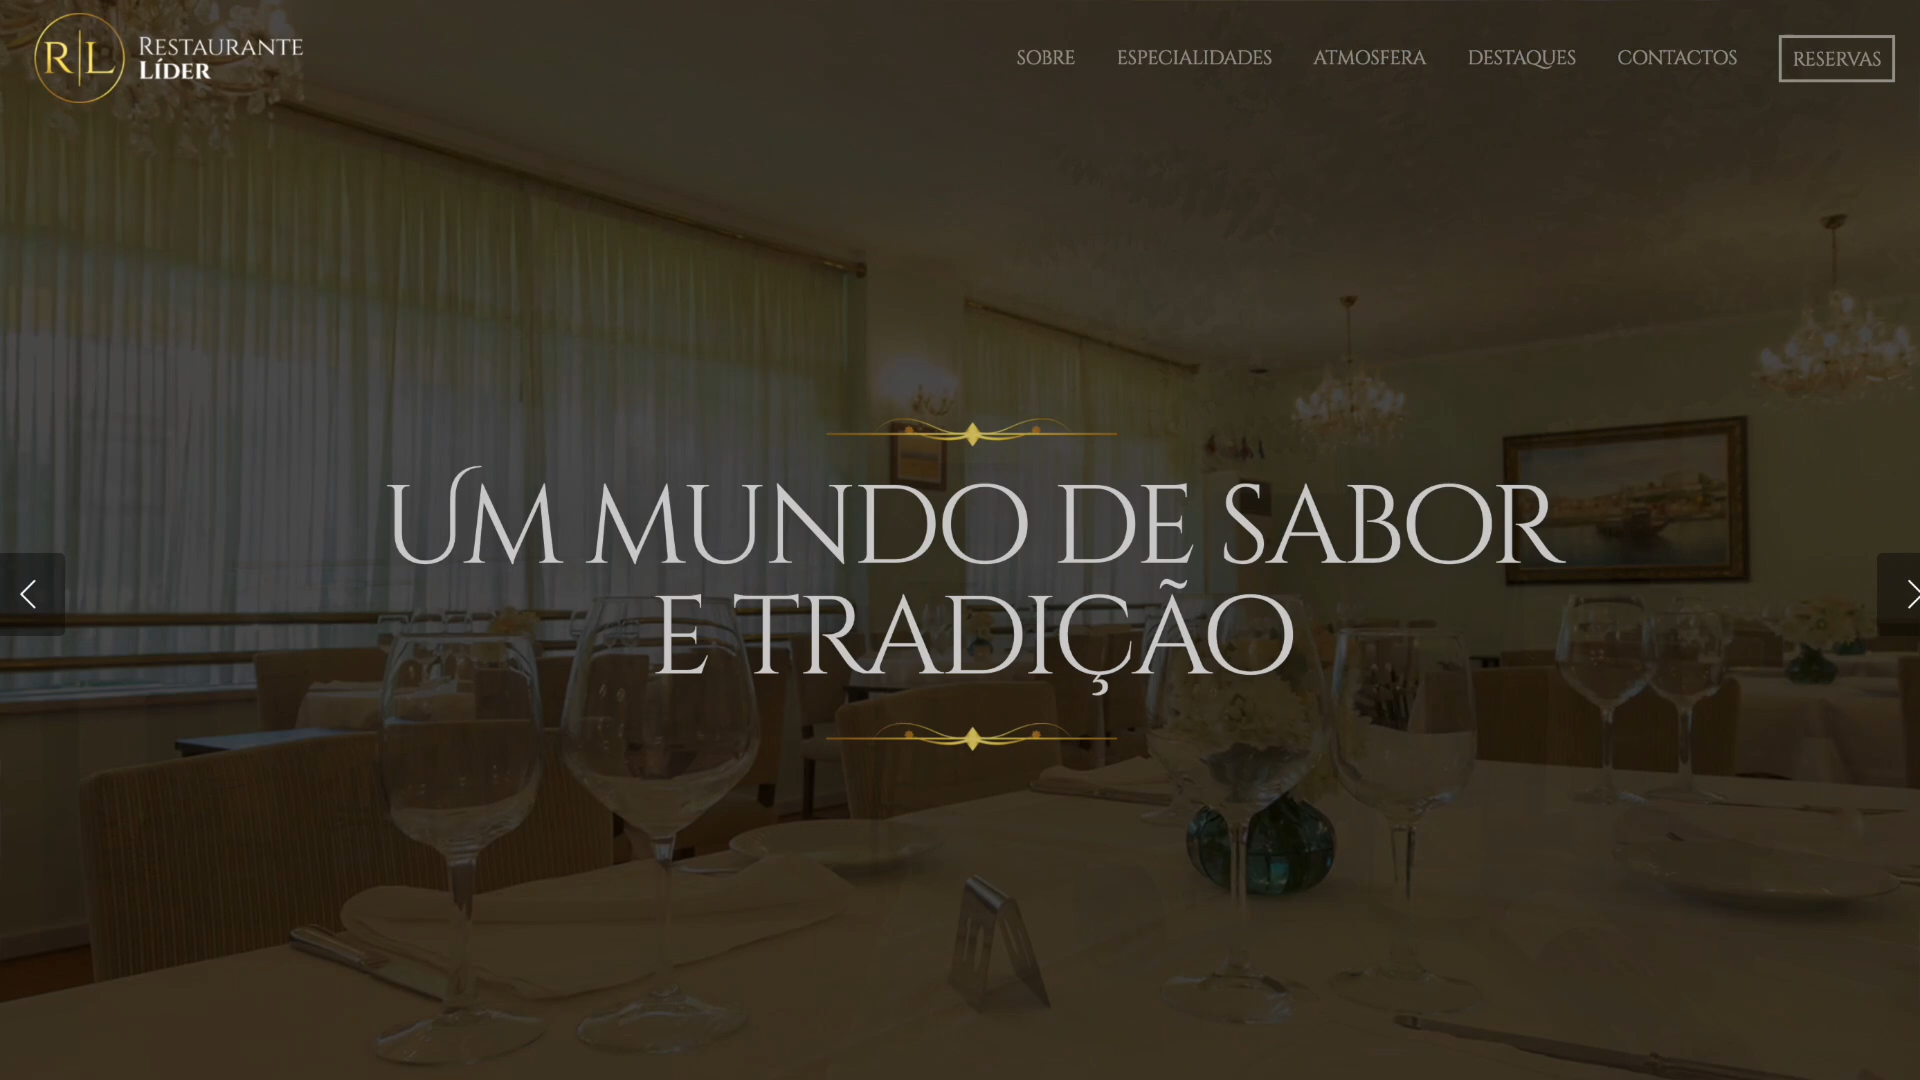 R|L
RESTAURANTE
LÍDER
SOBRE
ESPECIALIDADES
ATMOSFERA
DESTAQUES
CONTACTOS
RESERVAS
UM MUNDO DE SABOR
E TRADIÇÃO